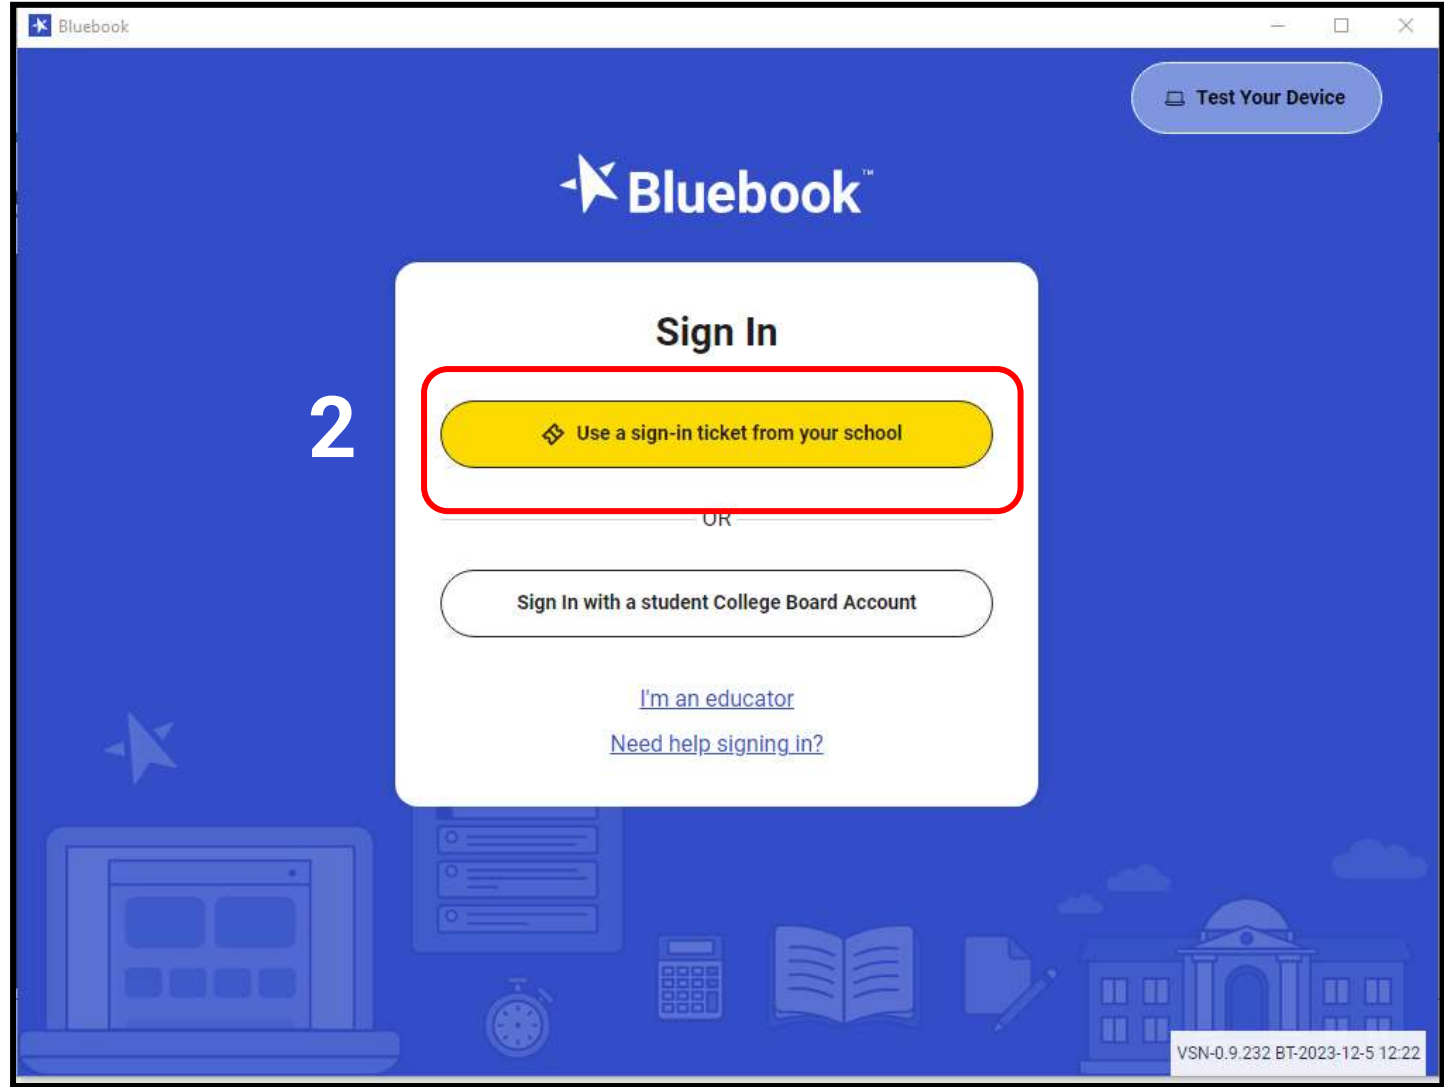 Bluebook
Test Your Device
Bluebook™
Sign In
2
Use a sign-in ticket from your school
OR
Sign In with a student College Board Account
I'm an educator
Need help signing in?
VSN-0.9.232 BT-2023-12-5 12:22